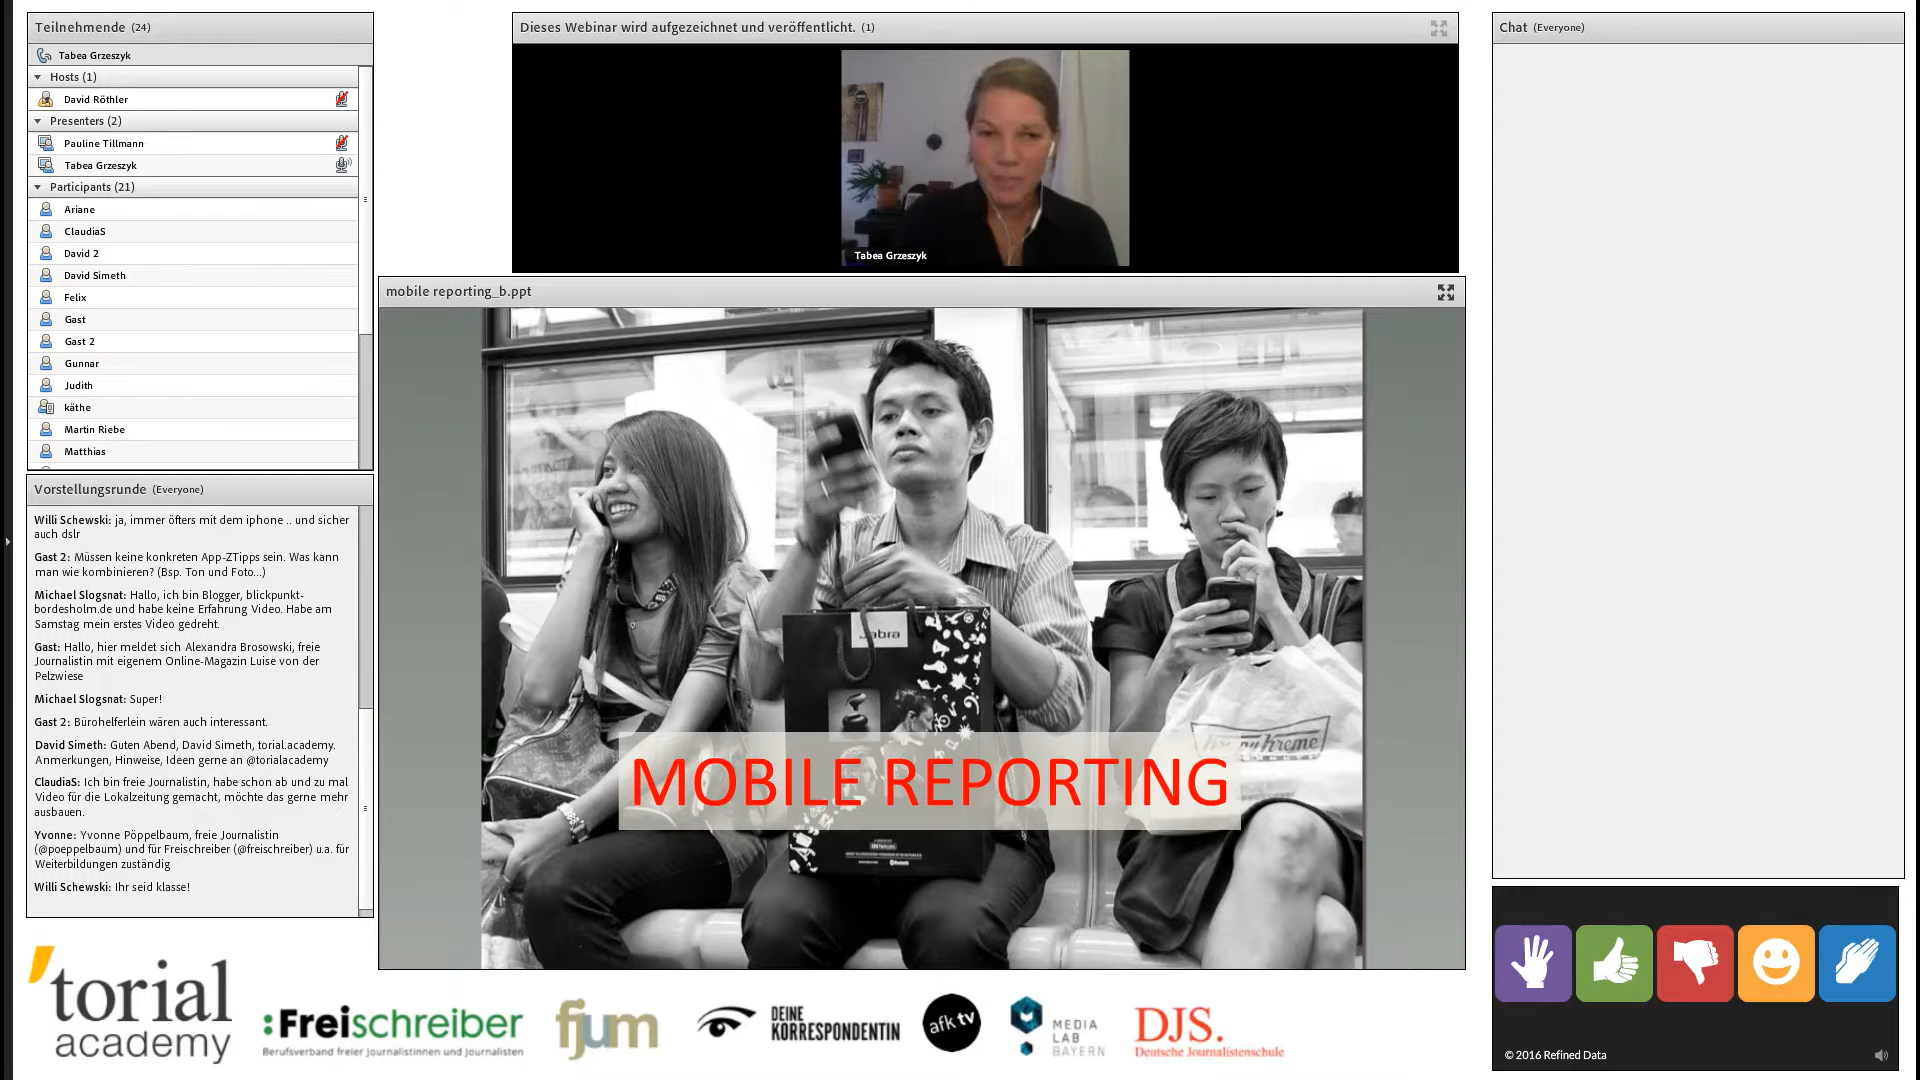 Teilnehmende (24)
Tabea Grzeszyk
Hosts (1)
David Röthler
Presenters (2)
Pauline Tillmann
Tabea Grzeszyk
Participants (21)
Ariane
ClaudiaS
David 2
David Simeth
Felix
Gast
Gast 2
Gunnar
Judith
käthe
Martin Riebe
Matthias
Vorstellungsrunde (Everyone)
Willi Schewski: ja, immer öfters mit dem iphone .. und sicher
auch dslr
Gast 2: Müssen keine konkreten App-ZTipps sein. Was kann
man wie kombinieren? (Bsp. Ton und Foto...)
Michael Slogsnat: Hallo, ich bin Blogger, blickpunkt-
bordesholm.de und habe keine Erfahrung Video. Habe am
Samstag mein erstes Video gedreht.
Gast: Hallo, hier meldet sich Alexandra Brosowski, freie
Journalistin mit eigenem Online-Magazin Luise von der
Pelzwiese
Michael Slogsnat: Super!
Gast 2: Bürohelferlein wären auch interessant.
David Simeth: Guten Abend, David Simeth, torial.academy.
Anmerkungen, Hinweise, Ideen gerne an @torialacademy
ClaudiaS: Ich bin freie Journalistin, habe schon ab und zu mal
Video für die Lokalzeitung gemacht, möchte das gerne mehr
ausbauen.
Yvonne: Yvonne Pöppelbaum, freie Journalistin
(@poeppelbaum) und für Freischreiber (@freischreiber) u.a. für
Weiterbildungen zuständig
Willi Schewski: Ihr seid klasse!
Dieses Webinar wird aufgezeichnet und veröffentlicht. (1)
Tabea Grzeszyk
mobile reporting_b.ppt
Jabra
Krispy Kreme
MOBILE REPORTING
Chat (Everyone)
© 2016 Refined Data
'torial
academy
:Freischreiber
Berufsverband freier Journalistinnen und Journalisten
fjum
DEINE
KORRESPONDENTIN
afk tv
MEDIA
LAB
BAYERN
DJS.
Deutsche Journalistenschule